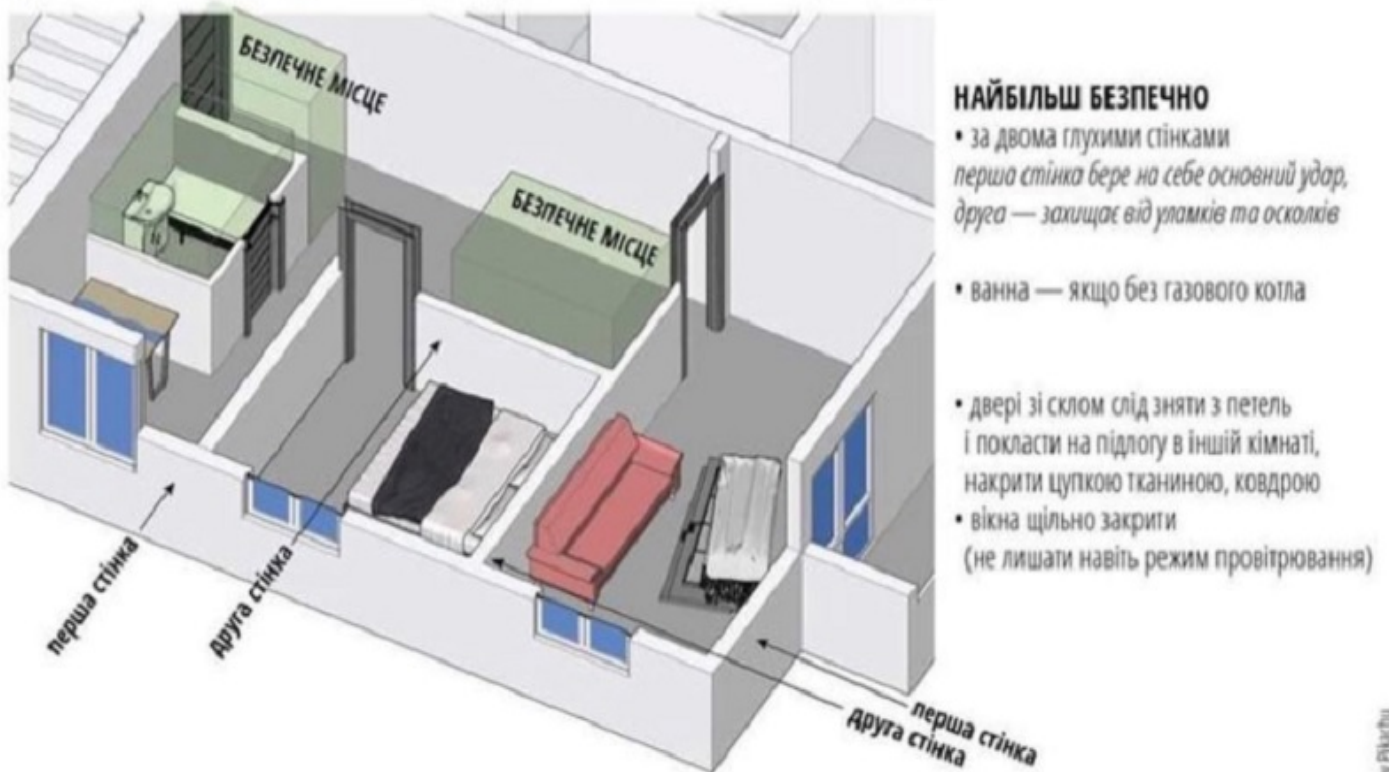 БЕЗПЕЧНЕ МІСЦЕ
БЕЗПЕЧНЕ МІСЦЕ
перша стінка
друга стінка
перша стінка
друга стінка
НАЙБІЛЬШ БЕЗПЕЧНО
• за двома глухими стінками
перша стінка бере на себе основний удар,
друга — захищає від уламків та осколків
• ванна — якщо без газового котла
• двері зі склом слід зняти з петель
і покласти на підлогу в іншій кімнаті,
накрити цупкою тканиною, ковдрою
• вікна щільно закрити
(не лишати навіть режим провітрювання)